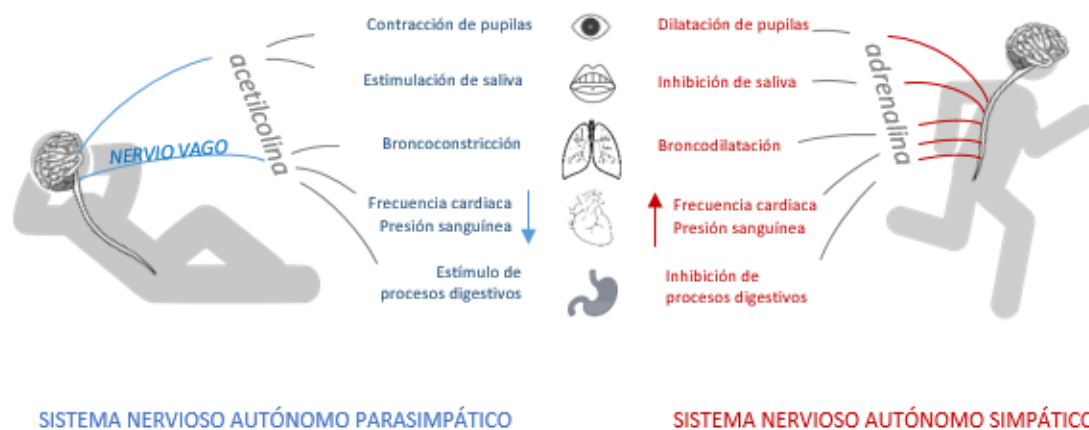 Contracción de pupilas
Estimulación de saliva
acetilcolina
NERVIO VAGO
Broncoconstricción
Frecuencia cardiaca
Presión sanguínea
Estímulo de
procesos digestivos
Dilatación de pupilas
Inhibición de saliva
adrenalina
Broncodilatación
Frecuencia cardiaca
Presión sanguínea
Inhibición de
procesos digestivos
SISTEMA NERVIOSO AUTÓNOMO PARASIMPÁTICO
SISTEMA NERVIOSO AUTÓNOMO SIMPÁTICO